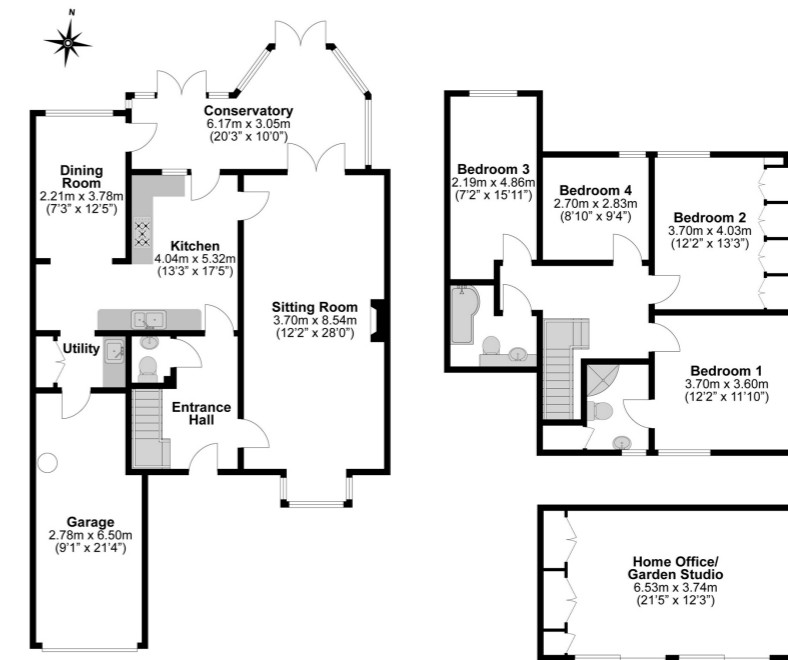 N
Conservatory
6.17m x 3.05m
(20'3" x 10'0")
Dining
Room
2.21m x 3.78m
(7'3" x 12'5")
Kitchen
4.04m x 5.32m
(13'3" x 17'5")
Sitting Room
3.70m x 8.54m
(12'2" x 28'0")
Utility
Entrance
Hall
Garage
2.78m x 6.50m
(9'1" x 21'4")
Bedroom 3
2.19m x 4.86m
(7'2" x 15'11")
Bedroom 4
2.70m x 2.83m
(8'10" x 9'4")
Bedroom 2
3.70m x 4.03m
(12'2" x 13'3")
Bedroom 1
3.70m x 3.60m
(12'2" x 11'10")
Home Office/
Garden Studio
6.53m x 3.74m
(21'5" x 12'3")